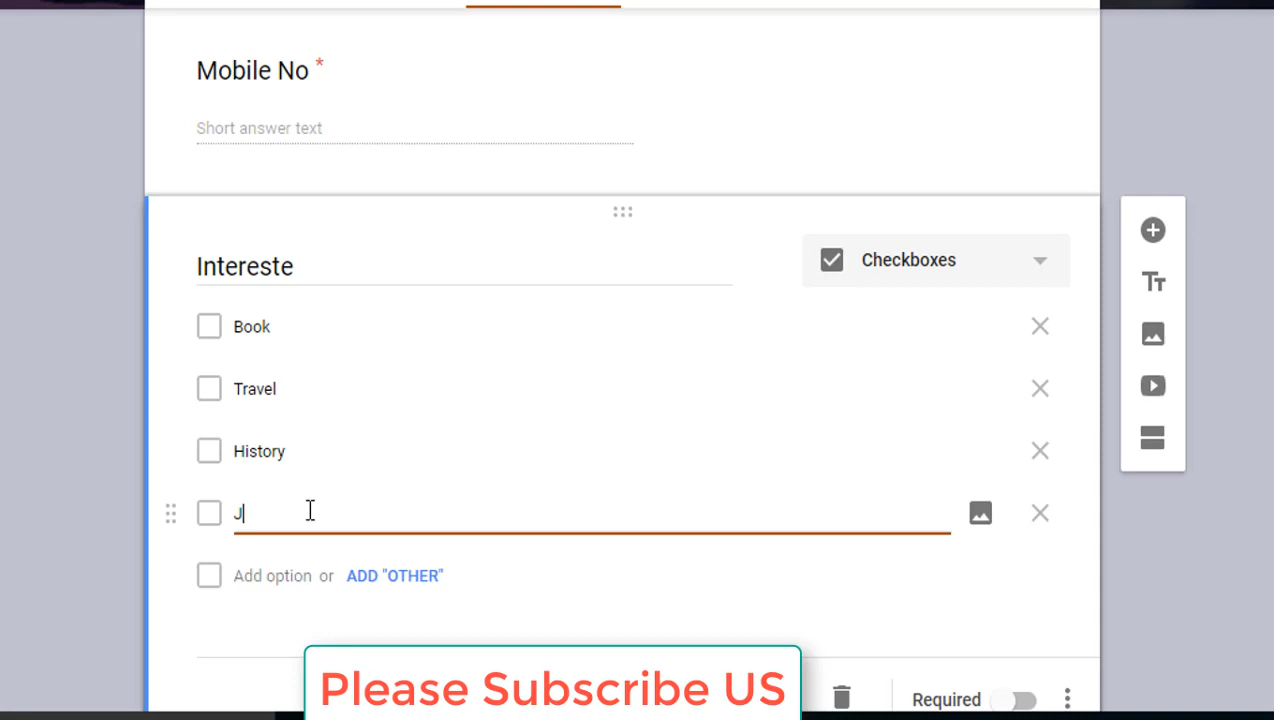 Mobile No *
Short answer text
Intereste
Checkboxes
Book
Travel
History
J
Add option or ADD "OTHER"
Please Subscribe US
Required